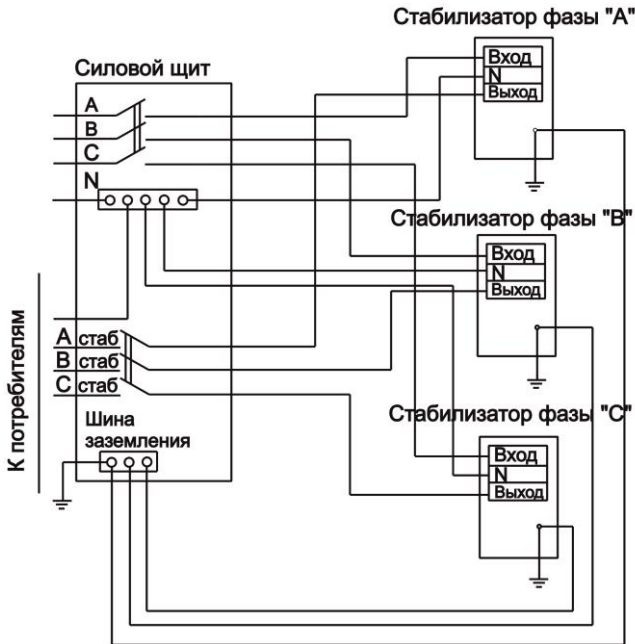 Стабилизатор фазы "А"
Вход
N
Выход
Силовой щит
А
В
С
N
Стабилизатор фазы "В"
Вход
N
Выход
К потребителям
А стаб
В стаб
С стаб
Шина
заземления
Стабилизатор фазы "С"
Вход
N
Выход